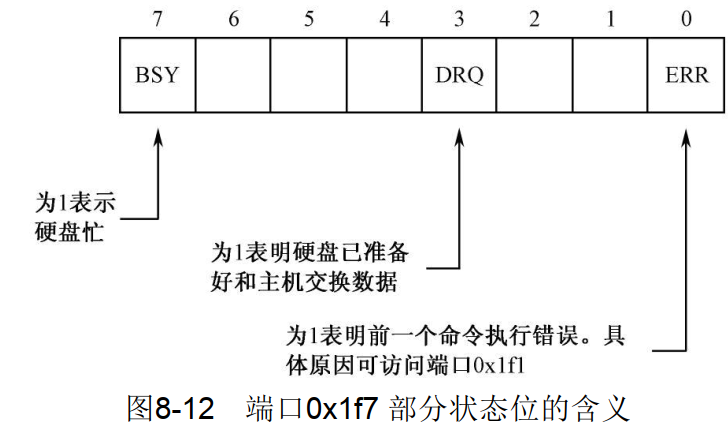 7 6 5 4 3 2 1 0
BSY DRQ ERR
为1表示
硬盘忙
为1表明硬盘已准备
好和主机交换数据
为1表明前一个命令执行错误。具
体原因可访问端口0x1f1
图8-12 端口0x1f7 部分状态位的含义